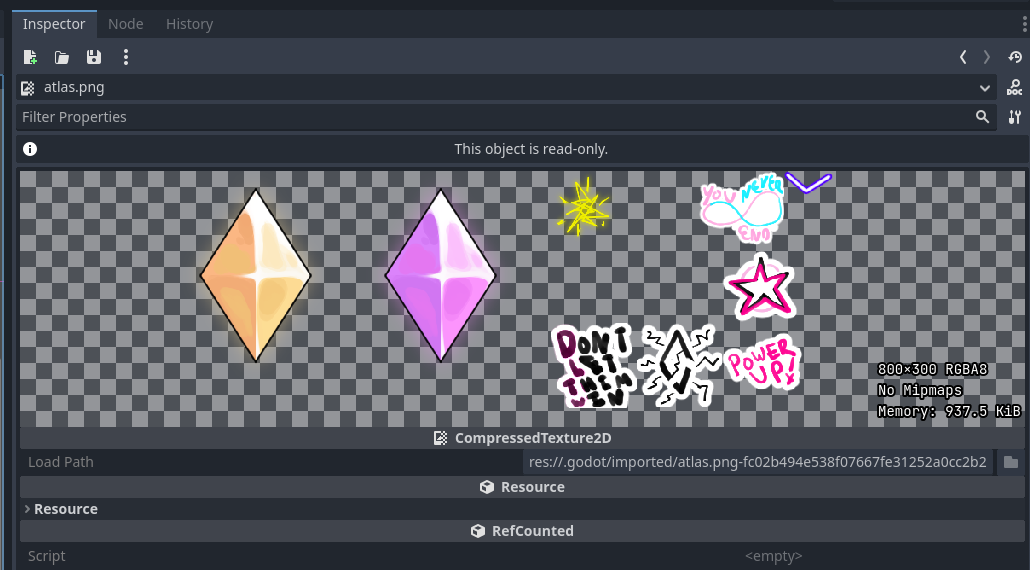 Inspector Node History
atlas.png
DOC
Filter Properties
This object is read-only.
YOU NEVER
END
DON'T
LET
THEM
WIN
POWER
UP!
800×300 RGBA8
No Mipmaps
Memory: 937.5 KiB
CompressedTexture2D
Load Path res://.godot/imported/atlas.png-fc02b494e538f07667fe31252a0cc2b2
Resource
Resource
RefCounted
Script <empty>